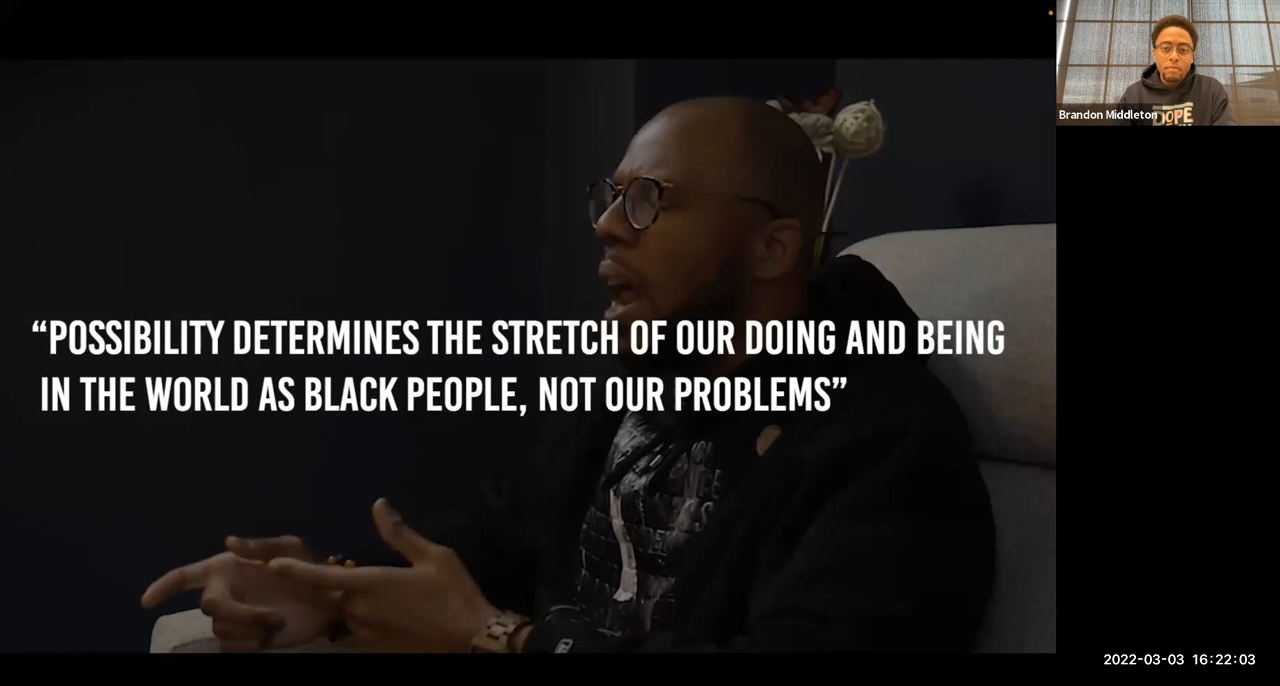 “POSSIBILITY DETERMINES THE STRETCH OF OUR DOING AND BEING
IN THE WORLD AS BLACK PEOPLE, NOT OUR PROBLEMS”
Brandon Middleton
DOPE
2022-03-03 16:22:03